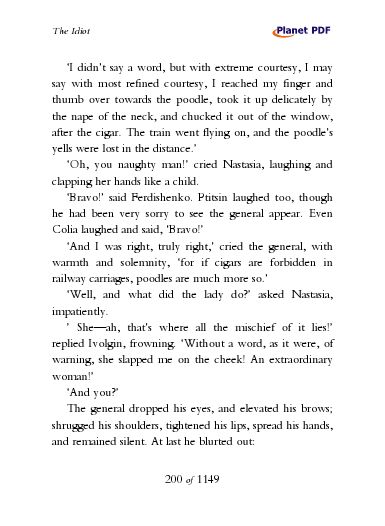 The Idiot
Planet PDF
‘I didn’t say a word, but with extreme courtesy, I may
say with most refined courtesy, I reached my finger and
thumb over towards the poodle, took it up delicately by
the nape of the neck, and chucked it out of the window,
after the cigar. The train went flying on, and the poodle’s
yells were lost in the distance.’
‘Oh, you naughty man!’ cried Nastasia, laughing and
clapping her hands like a child.
‘Bravo!’ said Ferdishenko. Ptitsin laughed too, though
he had been very sorry to see the general appear. Even
Colia laughed and said, ‘Bravo!’
‘And I was right, truly right,’ cried the general, with
warmth and solemnity, ‘for if cigars are forbidden in
railway carriages, poodles are much more so.’
‘Well, and what did the lady do?’ asked Nastasia,
impatiently.
’ She—ah, that’s where all the mischief of it lies!’
replied Ivolgin, frowning. ‘Without a word, as it were, of
warning, she slapped me on the cheek! An extraordinary
woman!’
‘And you?’
The general dropped his eyes, and elevated his brows;
shrugged his shoulders, tightened his lips, spread his hands,
and remained silent. At last he blurted out:
200 of 1149